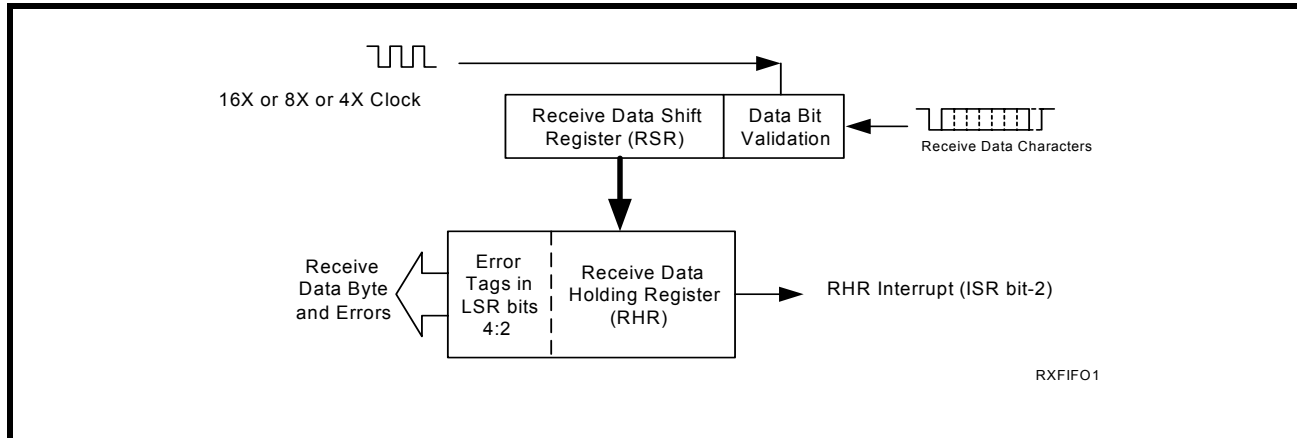 16X or 8X or 4X Clock
Receive Data Shift
Register (RSR)
Data Bit
Validation
Receive Data Characters
Receive
Data Byte
and Errors
Error
Tags in
LSR bits
4:2
Receive Data
Holding Register
(RHR)
RHR Interrupt (ISR bit-2)
RXFIFO1